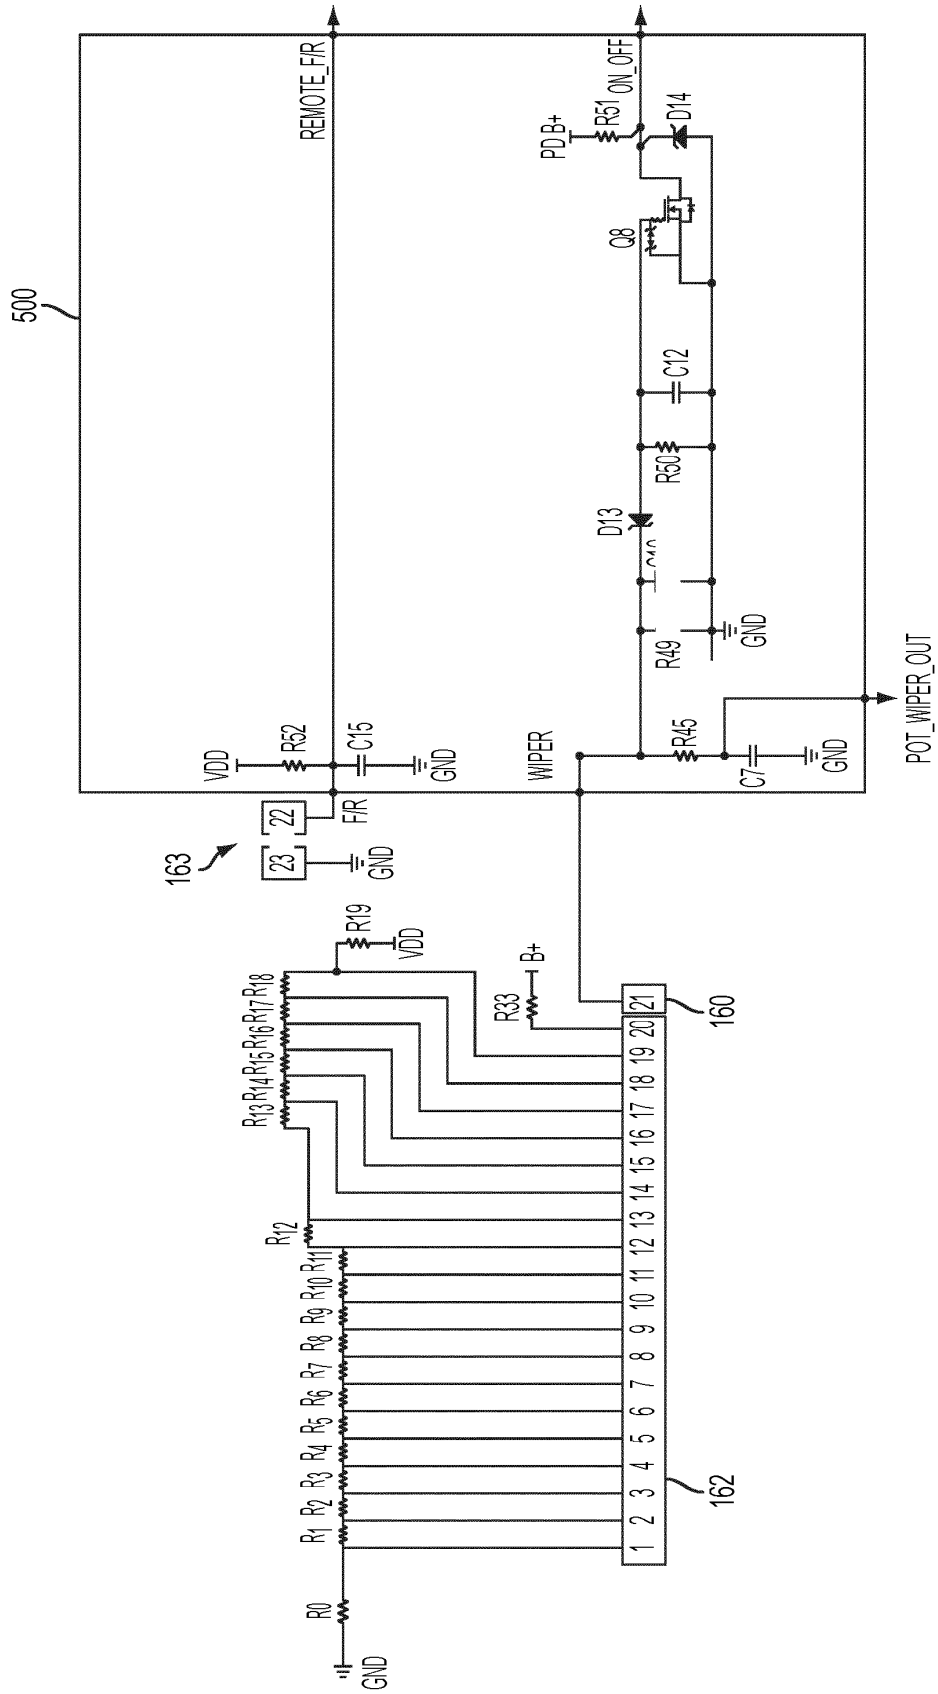 500
REMOTE_F/R
ON_OFF
PD B+
R51
D14
Q8
C12
R50
D13
R49
GND
VDD
R52
C15
GND
WIPER
R45
C7
GND
POT_WIPER_OUT
163
22
23
F/R
GND
R19
VDD
R18
R17
R16
R15
R14
R13
R12
R11
R10
R9
R8
R7
R6
R5
R4
R3
R2
R1
R0
GND
R33
B+
21
20
19
18
17
16
15
14
13
12
11
10
9
8
7
6
5
4
3
2
1
160
162